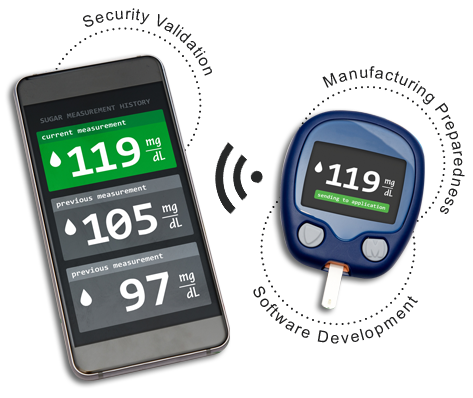 Security Validation
SUGAR MEASUREMENT HISTORY
current measurement
119 mg/dL
previous measurement
105 mg/dL
previous measurement
97 mg/dL
Manufacturing Preparedness
119 mg/dL
sending to application
Software Development